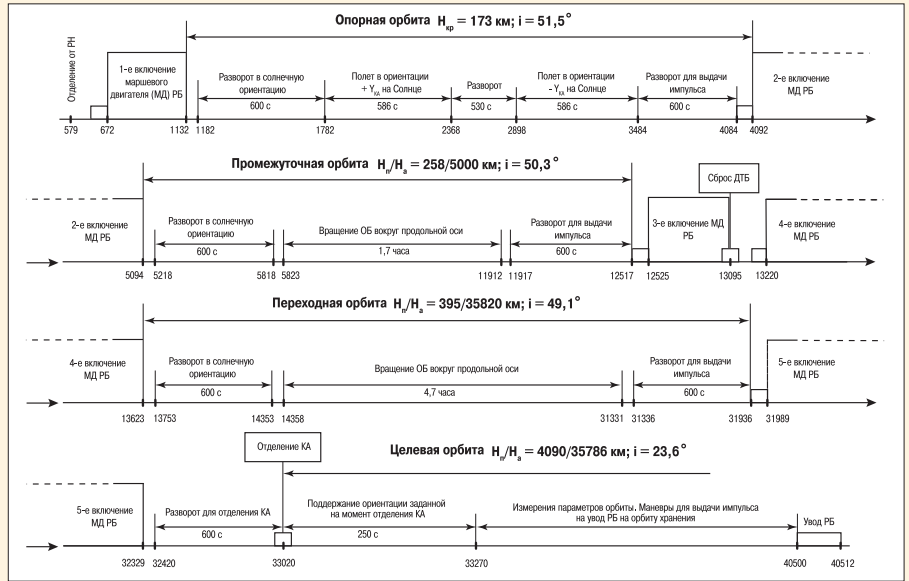 Опорная орбита Hкр = 173 км; i = 51,5°
Отделение от РН
1-е включение
маршевого
двигателя (МД) РБ
Разворот в солнечную
ориентацию
600 с
Полет в ориентации
+ YКА на Солнце
586 с
Разворот
530 с
Полет в ориентации
- YКА на Солнце
586 с
Разворот для выдачи
импульса
600 с
2-е включение
МД РБ
579 672 1132 1182 1782 2368 2898 3484 4084 4092
Промежуточная орбита Hп/Hа = 258/5000 км; i = 50,3°
Сброс ДТБ
2-е включение
МД РБ
Разворот в солнечную
ориентацию
600 с
Вращение ОБ вокруг продольной оси
1,7 часа
Разворот для выдачи
импульса
600 с
3-е включение МД
РБ
4-е включение
МД РБ
5094 5218 5818 5823 11912 11917 12517 12525 13095 13220
Переходная орбита Hп/Hа = 395/35820 км; i = 49,1°
4-е включение
МД РБ
Разворот в солнечную
ориентацию
600 с
Вращение ОБ вокруг продольной оси
4,7 часа
Разворот для выдачи
импульса
600 с
5-е включение
МД РБ
13623 13753 14353 14358 31331 31336 31936 31989
Отделение КА
Целевая орбита Hп/Hа = 4090/35786 км; i = 23,6°
5-е включение
МД РБ
Разворот для отделения КА
600 с
Поддержание ориентации заданной
на момент отделения КА
250 с
Измерения параметров орбиты. Маневры для выдачи импульса
на увод РБ на орбиту хранения
Увод РБ
32329 32420 33020 33270 40500 40512